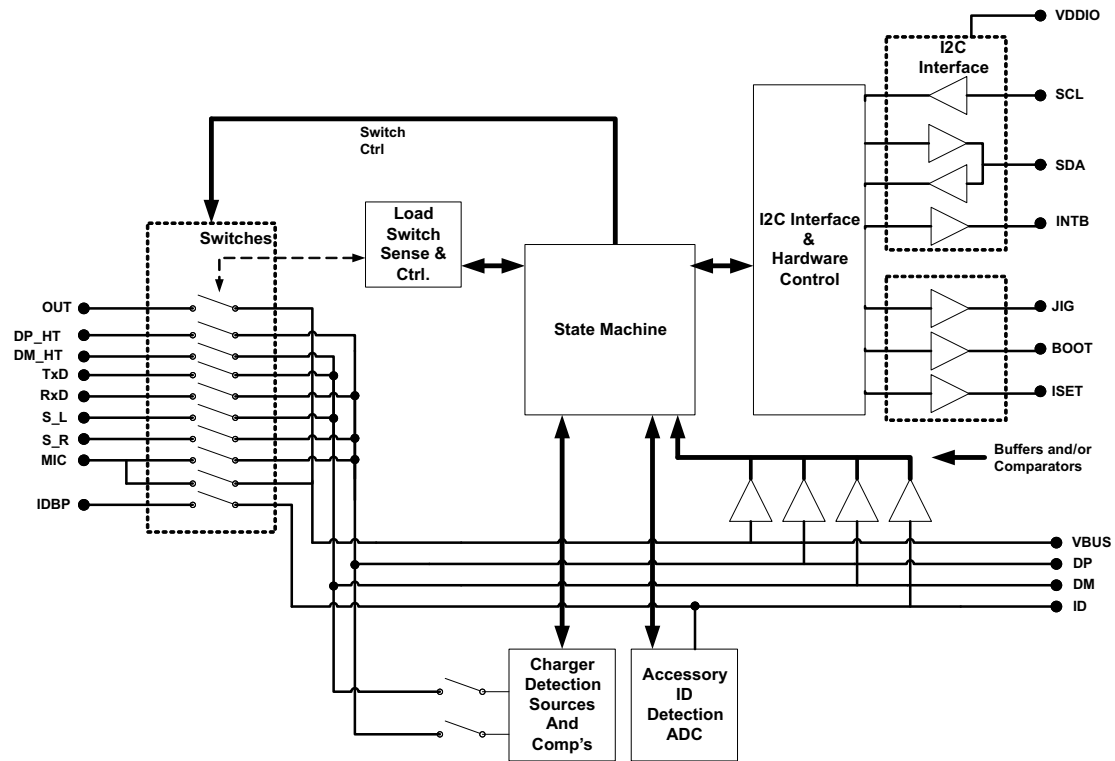 VDDIO
I2C
Interface
SCL
SDA
INTB
JIG
BOOT
ISET
Switch
Ctrl
Load
Switch
Sense &
Ctrl.
Switches
I2C Interface
&
Hardware
Control
State Machine
OUT
DP_HT
DM_HT
TxD
RxD
S_L
S_R
MIC
IDBP
Buffers and/or
Comparators
VBUS
DP
DM
ID
Charger
Detection
Sources
And
Comp's
Accessory
ID
Detection
ADC